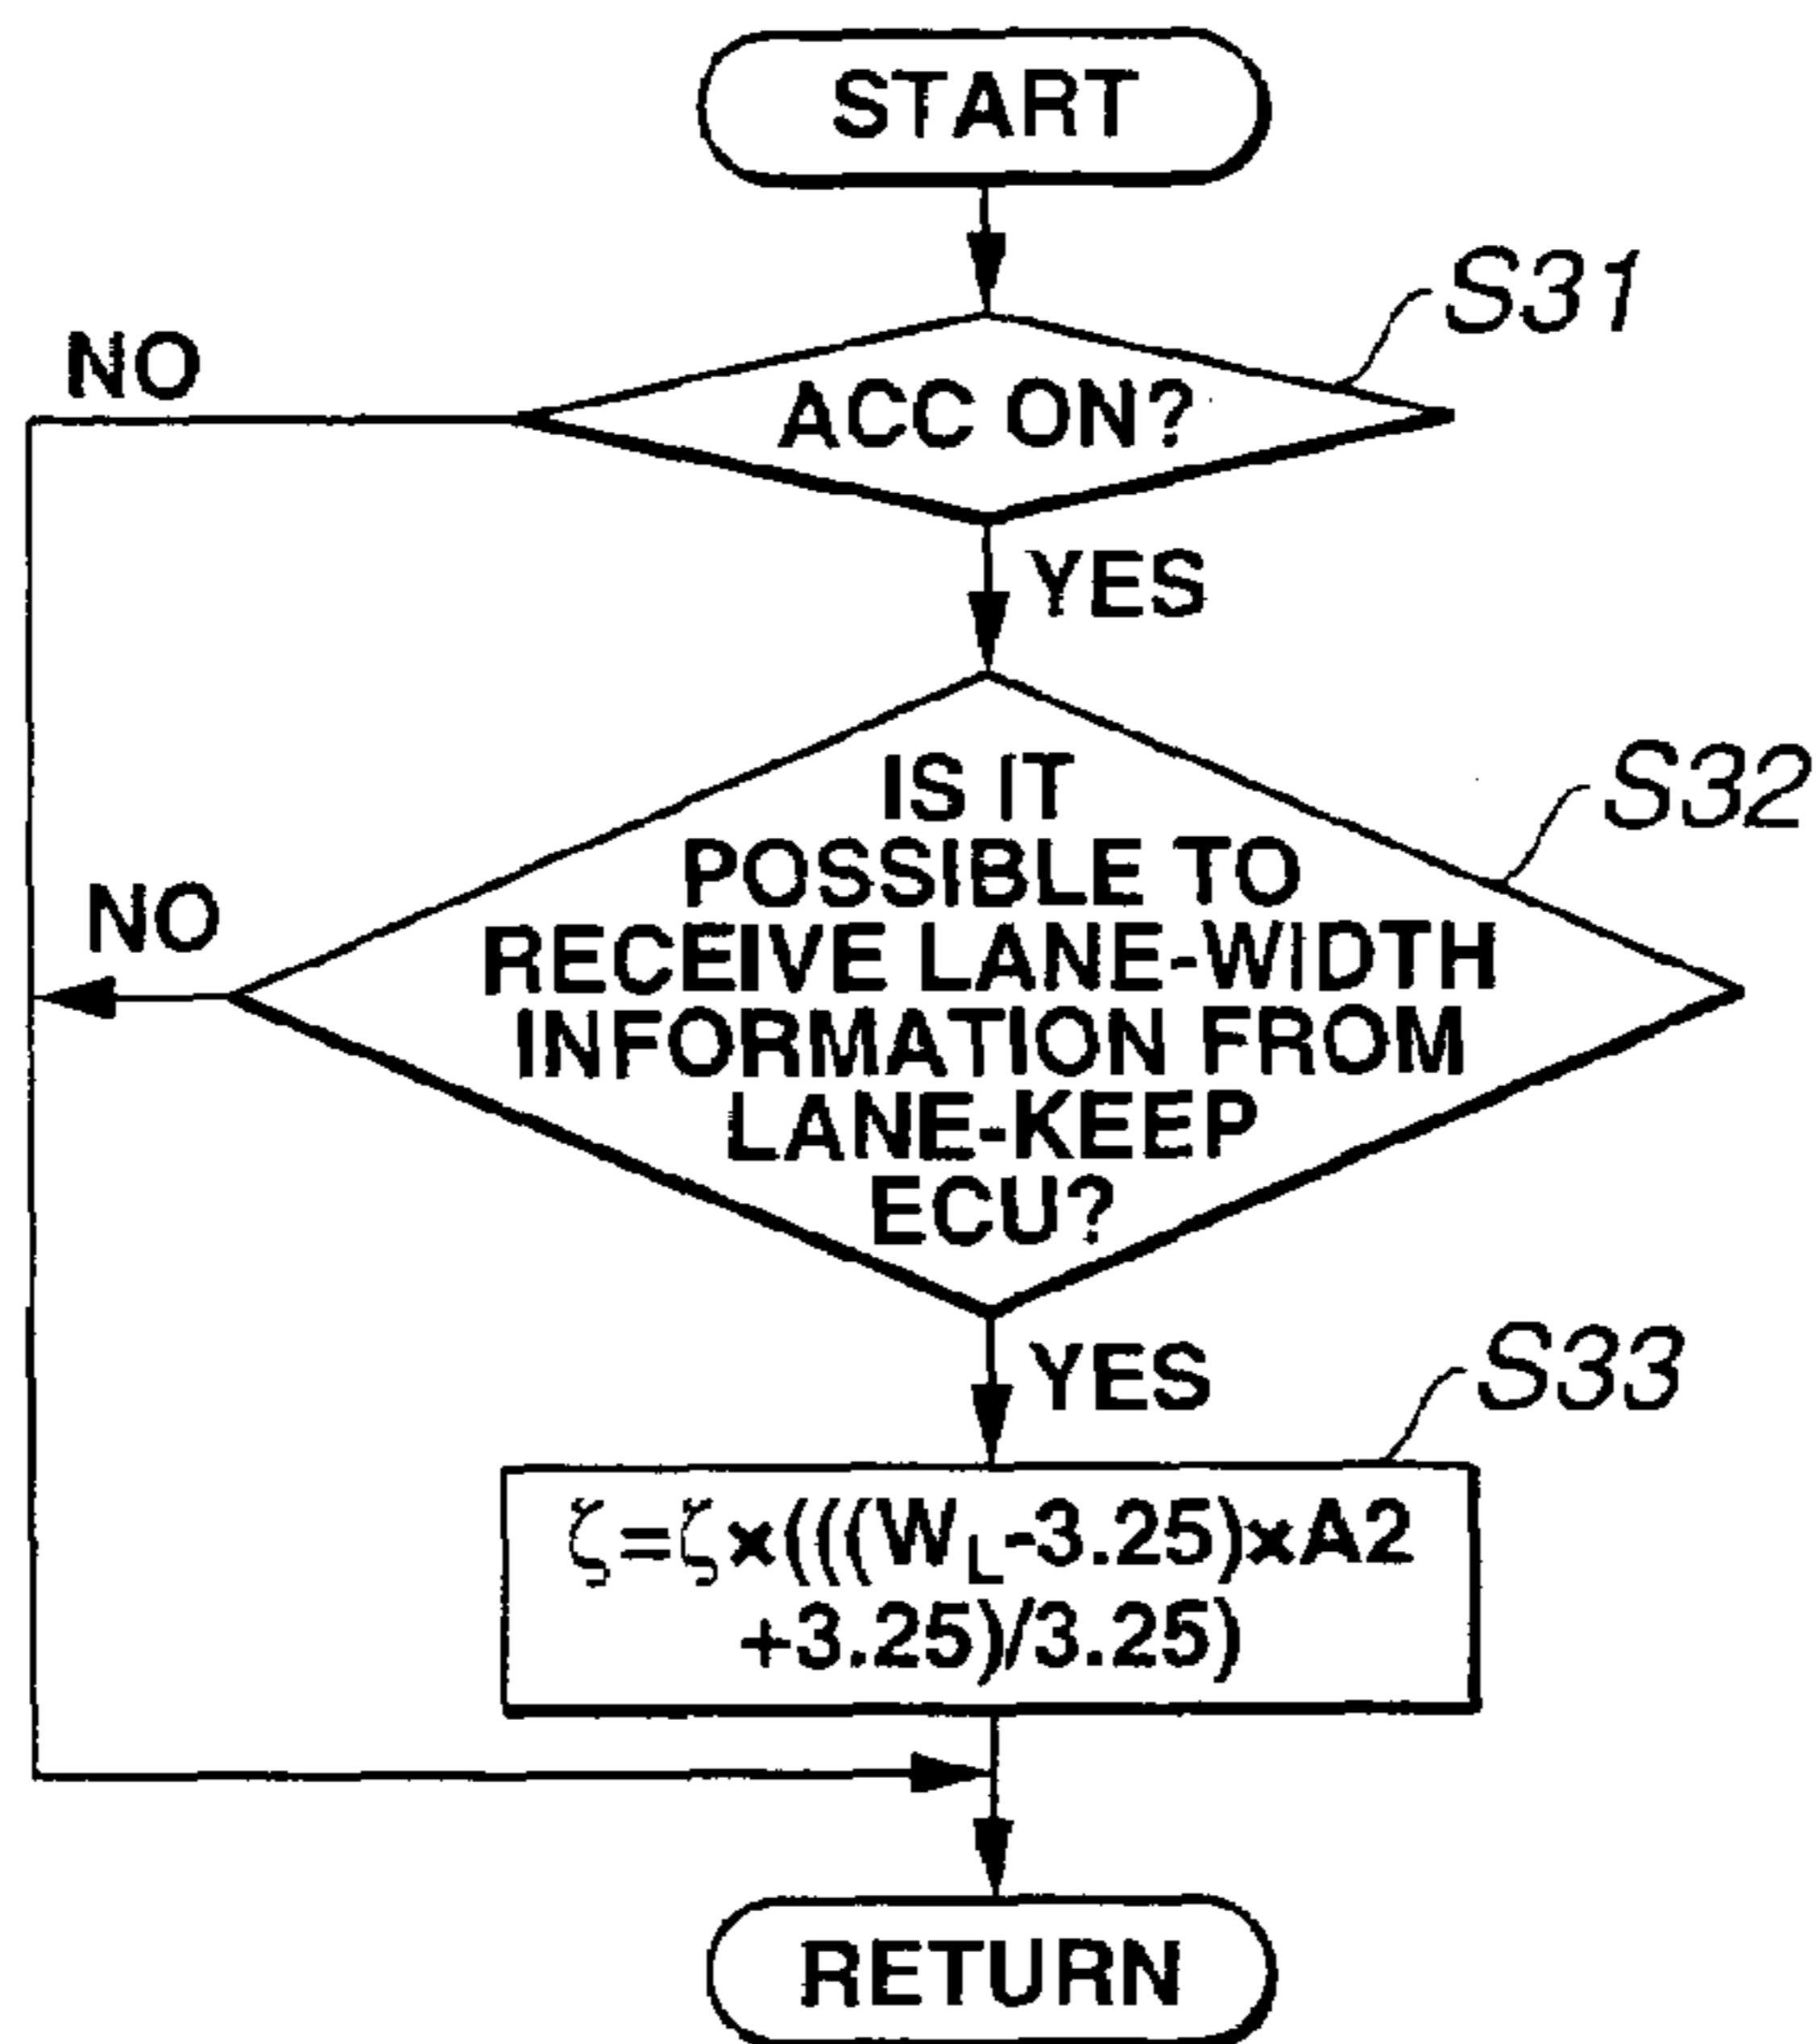 START
S31
NO
ACC ON?
YES
S32
IS IT
POSSIBLE TO
NO
RECEIVE LANE-WIDTH
INFORMATION FROM
LANE-KEEP
ECU?
YES
S33
ζ=ζ×(((W_L-3.25)×A2
+3.25)/3.25)
RETURN